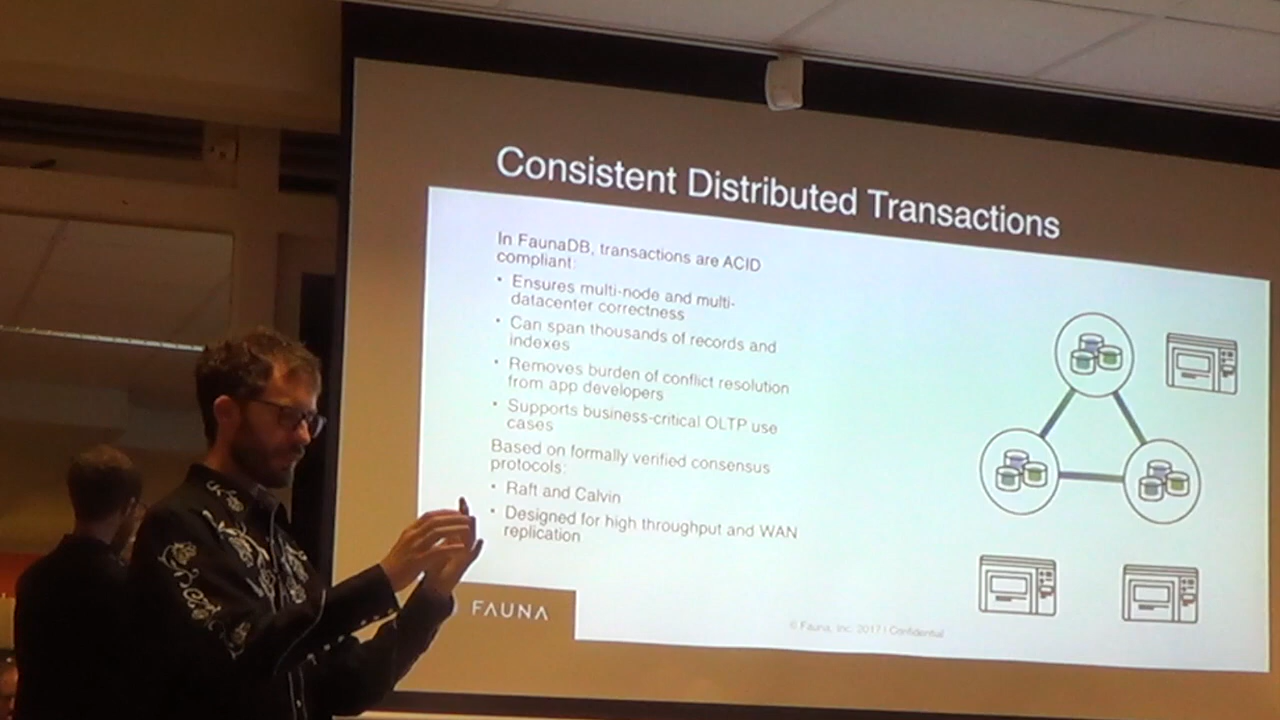 Consistent Distributed Transactions
In FaunaDB, transactions are ACID
compliant:
• Ensures multi-node and multi-
datacenter correctness
• Can span thousands of records and
indexes
• Removes burden of conflict resolution
from app developers
• Supports business-critical OLTP use
cases
Based on formally verified consensus
protocols:
• Raft and Calvin
• Designed for high throughput and WAN
replication
FAUNA
© Fauna, Inc. 2017 | Confidential